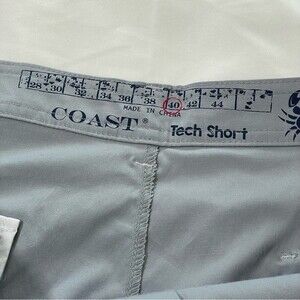 28 30 32 34 36 38 40 42 44
MADE IN CHINA
COAST ®
Tech Short